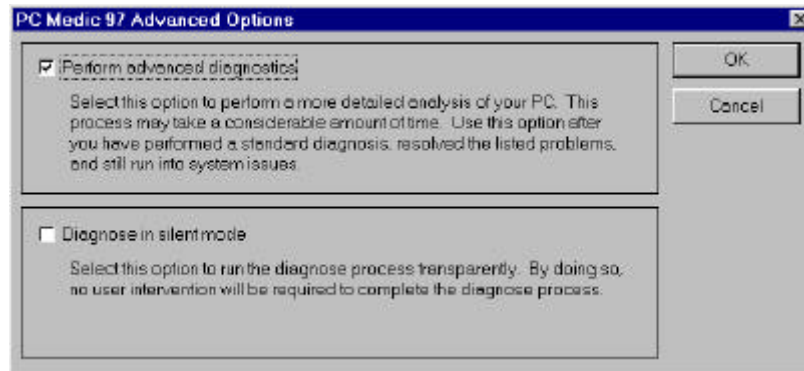 PC Medic 97 Advanced Options
Perform advanced diagnostics
Select this option to perform a more detailed analysis of your PC. This
process may take a considerable amount of time. Use this option after
you have performed a standard diagnosis, resolved the listed problems,
and still run into system issues.
OK
Cancel
Diagnose in silent mode
Select this option to run the diagnose process transparently. By doing so,
no user intervention will be required to complete the diagnose process.